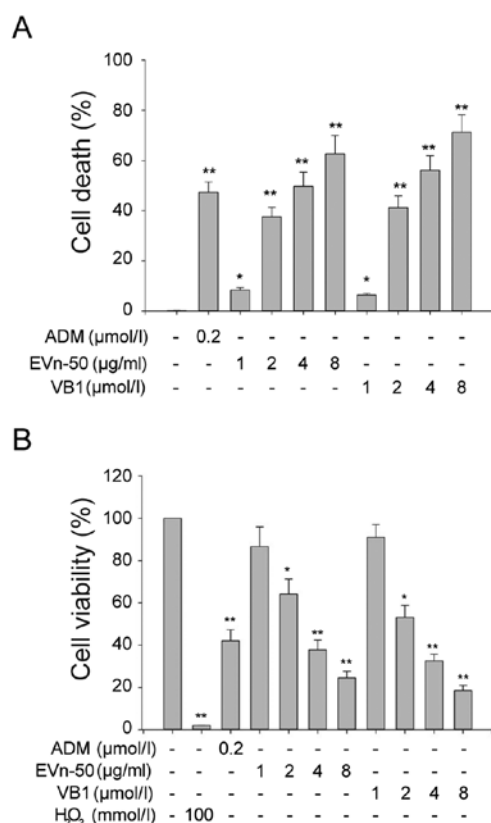 A
Cell death (%)
100
80
60
40
20
0
** * ** ** ** * ** ** **
ADM (µmol/l) - 0.2 - - - - - - - -
EVn-50 (µg/ml) - - 1 2 4 8 - - - -
VB1 (µmol/l) - - - - - - 1 2 4 8
B
Cell viability (%)
120
100
80
60
40
20
0
** ** * ** ** * ** **
ADM (µmol/l) - - 0.2 - - - - - - - -
EVn-50 (µg/ml) - - - 1 2 4 8 - - - -
VB1 (µmol/l) - - - - - - - 1 2 4 8
H₂O₂ (mmol/l) - 100 - - - - - - - - -